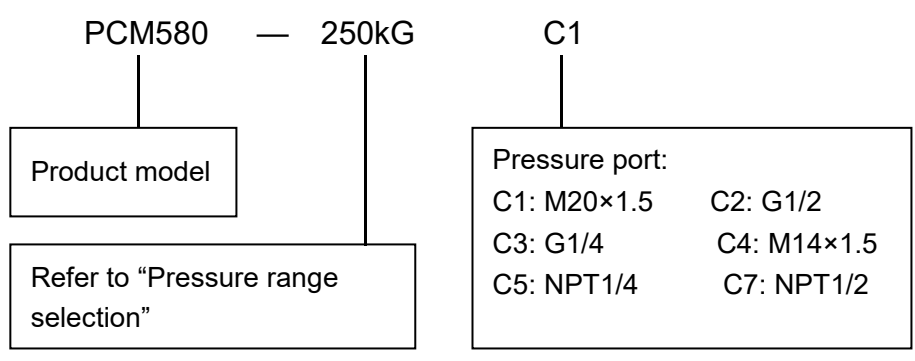 PCM580 — 250kG C1
Product model
Refer to “Pressure range
selection”
Pressure port:
C1: M20×1.5 C2: G1/2
C3: G1/4 C4: M14×1.5
C5: NPT1/4 C7: NPT1/2